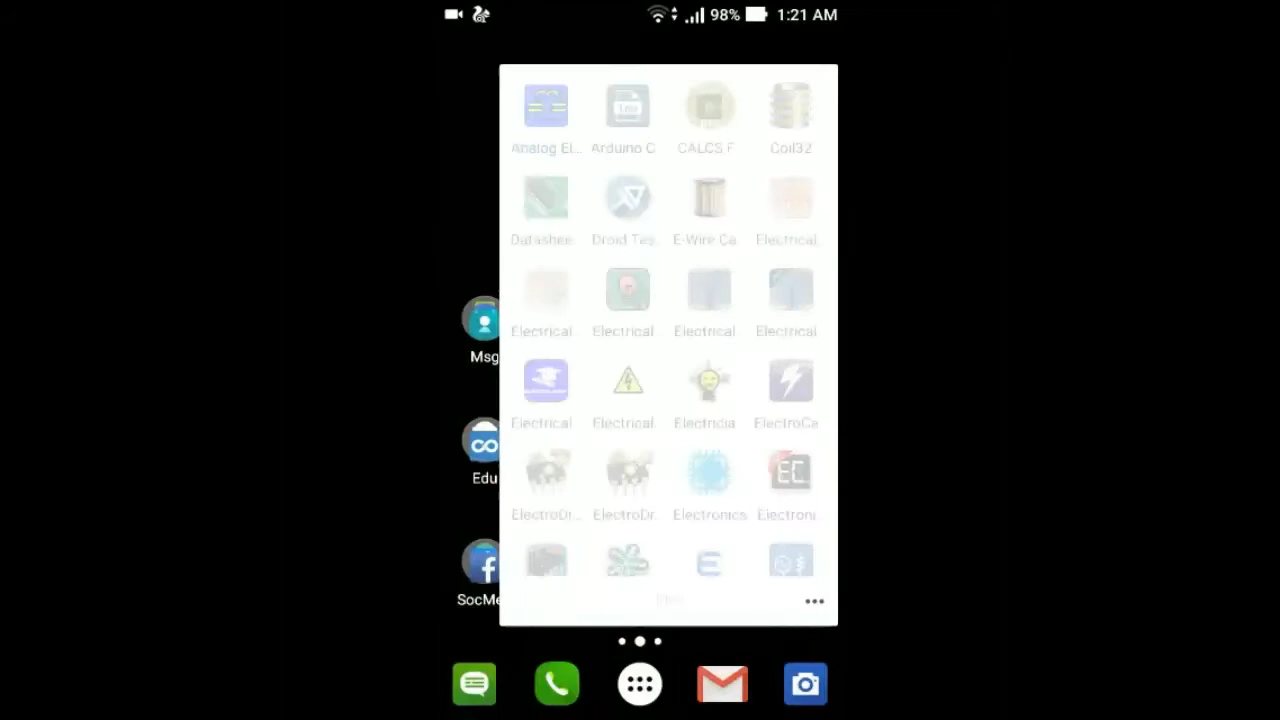 98% 1:21 AM
Analog El... Arduino C CALCS F Coil32
Datashee Droid Tes E-Wire Ca Electrical
Electrical Electrical Electrical Electrical
Msg
Electrical Electrical Electricia ElectroCa
Edu
ElectroDr... ElectroDr Electronics Electroni
EC
SocMe